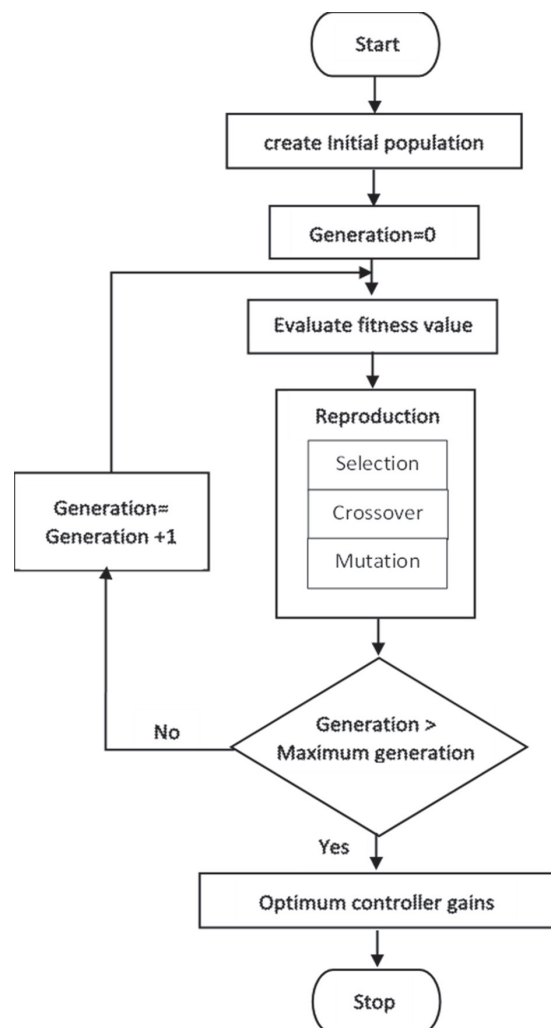 Start
create Initial population
Generation=0
Evaluate fitness value
Reproduction
Selection
Crossover
Mutation
Generation=
Generation +1
Generation >
Maximum generation
No
Yes
Optimum controller gains
Stop